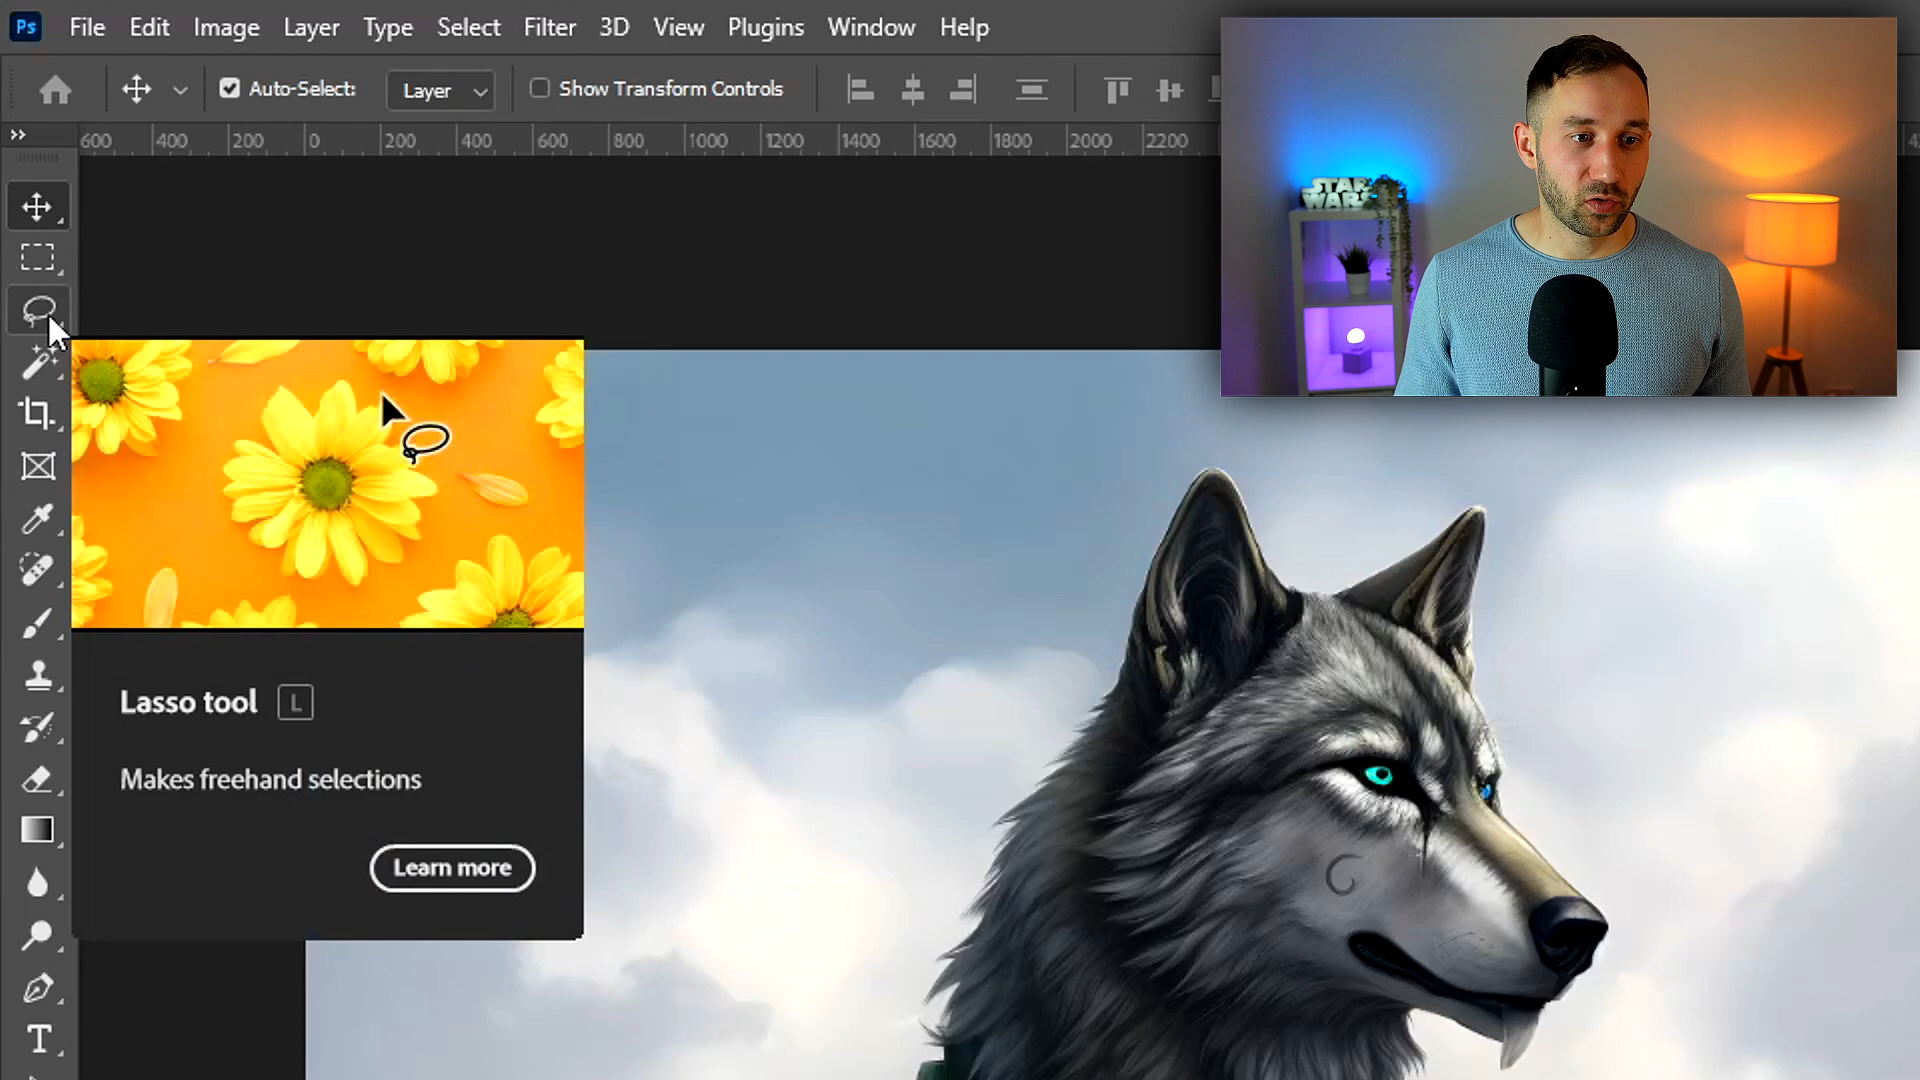 Ps File Edit Image Layer Type Select Filter 3D View Plugins Window Help
Auto-Select: Layer Show Transform Controls
600 400 200 0 200 400 600 800 1000 1200 1400 1600 1800 2000 2200
STAR
WARS
Lasso tool L
Makes freehand selections
Learn more
T